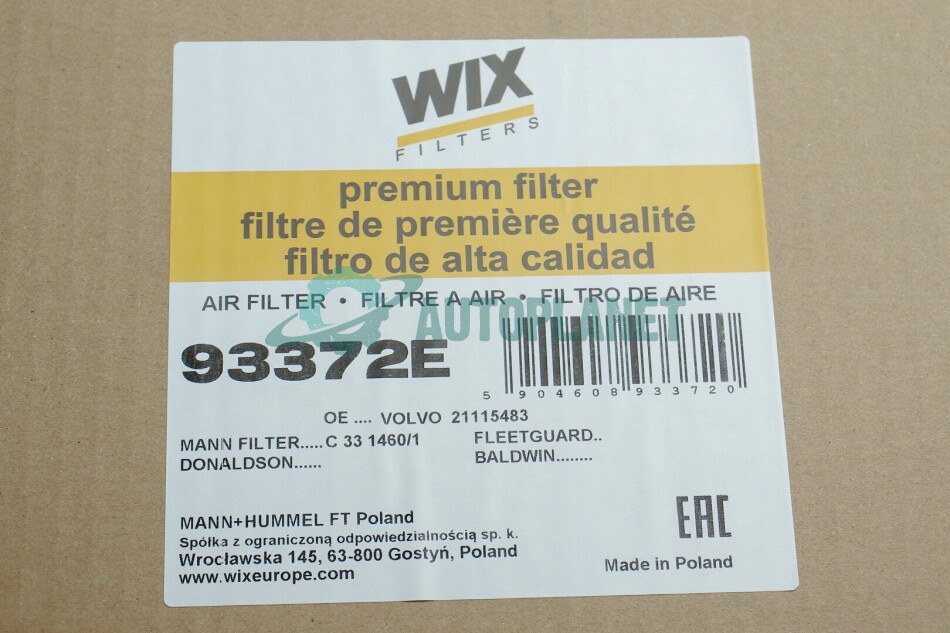 WIX
FILTERS
premium filter
filtre de première qualité
filtro de alta calidad
AIR FILTER • FILTRE A AIR • FILTRO DE AIRE
AUTOPLANET
93372E
5 904608 933720
OE .... VOLVO 21115483
MANN FILTER.....C 33 1460/1
FLEETGUARD..
DONALDSON......
BALDWIN........
MANN+HUMMEL FT Poland
Spółka z ograniczoną odpowiedzialnością sp. k.
Wrocławska 145, 63-800 Gostyń, Poland
www.wixeurope.com
EAC
Made in Poland